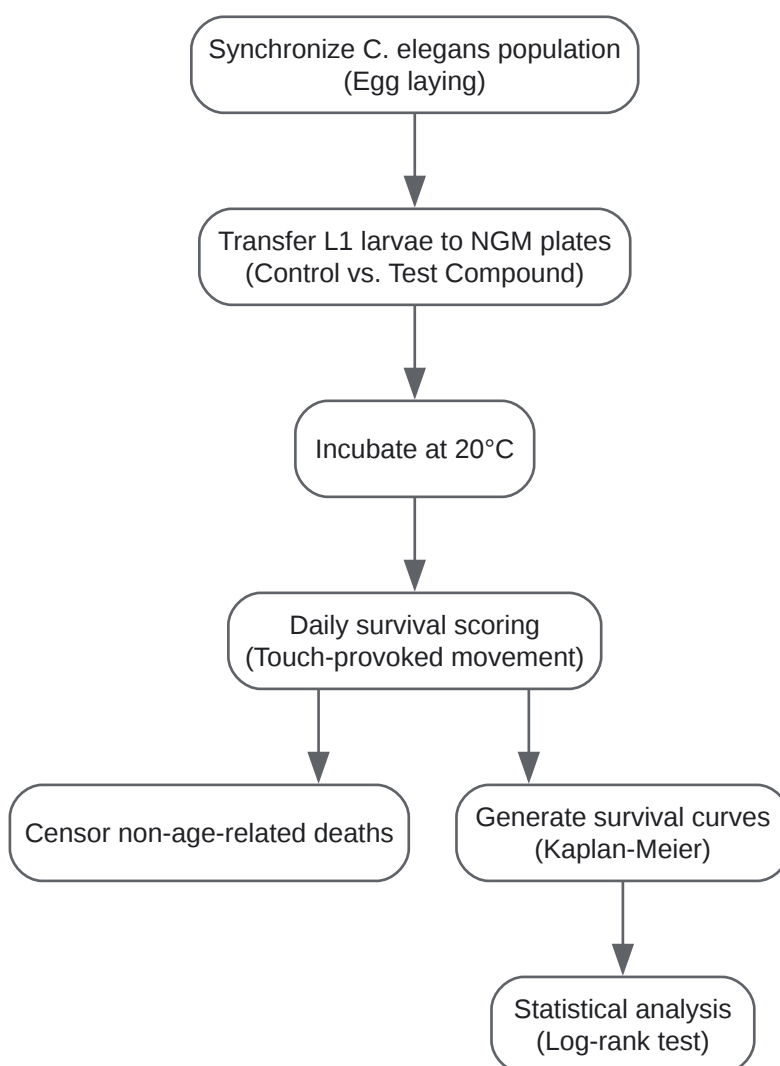 Synchronize C. elegans population
(Egg laying)
Transfer L1 larvae to NGM plates
(Control vs. Test Compound)
Incubate at 20°C
Daily survival scoring
(Touch-provoked movement)
Censor non-age-related deaths
Generate survival curves
(Kaplan-Meier)
Statistical analysis
(Log-rank test)